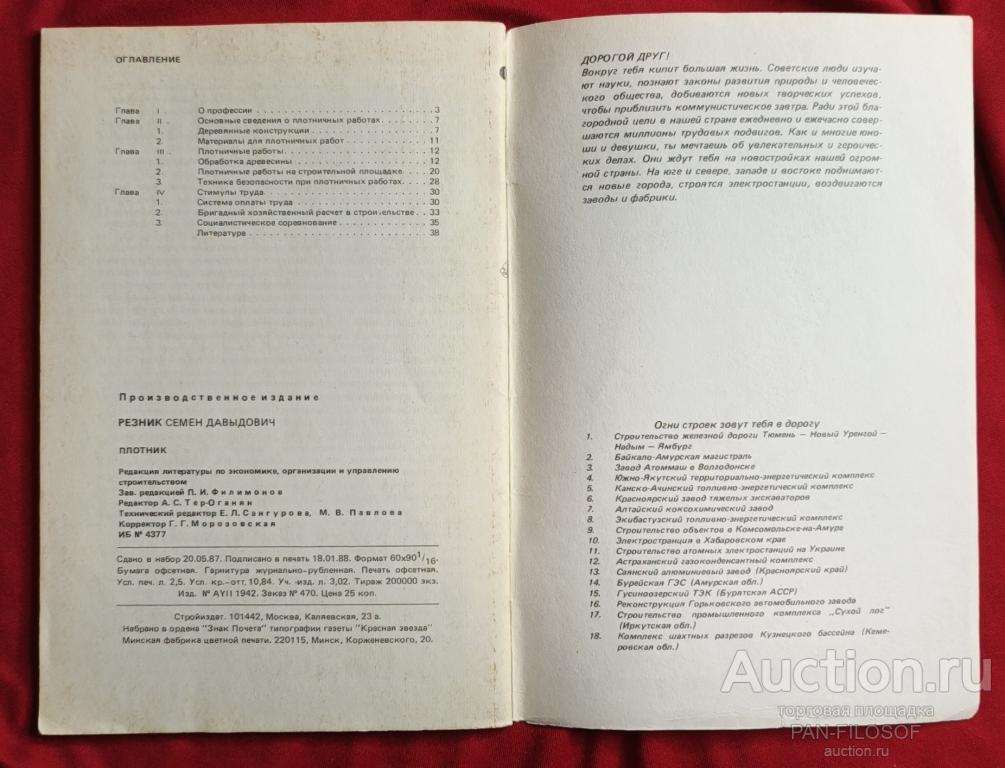 ОГЛАВЛЕНИЕ
Глава I . О профессии . . . . . . . . . . . . . . . . . . . . . . . . 3
Глава II . Основные сведения о плотничных работах . . . . . . . . 7
1. Деревянные конструкции . . . . . . . . . . . . . . . . 7
2. Материалы для плотничных работ . . . . . . . . . . . 11
Глава III . Плотничные работы . . . . . . . . . . . . . . . . . . . . 12
1. Обработка древесины . . . . . . . . . . . . . . . . . . 12
2. Плотничные работы на строительной площадке . . . . 20
3. Техника безопасности при плотничных работах . . . . 28
Глава IV . Стимулы труда . . . . . . . . . . . . . . . . . . . . . . . 30
1. Система оплаты труда . . . . . . . . . . . . . . . . . . 30
2. Бригадный хозяйственный расчет в строительстве . . 33
3. Социалистическое соревнование . . . . . . . . . . . . 35
Литература . . . . . . . . . . . . . . . . . . . . . . . . 38
Производственное издание
РЕЗНИК СЕМЕН ДАВЫДОВИЧ
ПЛОТНИК
Редакция литературы по экономике, организации и управлению
строительством
Зав. редакцией П. И. Филимонов
Редактор А. С. Тер-Оганян
Технический редактор Е. Л. Сангурова, М. В. Павлова
Корректор Г. Г. Морозовская
ИБ № 4377
Сдано в набор 20.05.87. Подписано в печать 18.01.88. Формат 60х90 1/16.
Бумага офсетная. Гарнитура журнально-рубленная. Печать офсетная.
Усл. печ. л. 2,5. Усл. кр.-отт. 10,84. Уч. -изд. л. 3,02. Тираж 200000 экз.
Изд. № АYII 1942. Заказ № 470. Цена 25 коп.
Стройиздат. 101442, Москва, Каляевская, 23 а.
Набрано в ордена "Знак Почета" типографии газеты "Красная звезда"
Минская фабрика цветной печати. 220115, Минск, Корженевского, 20.
ДОРОГОЙ ДРУГ!
Вокруг тебя кипит большая жизнь. Советские люди изуча-
ют науки, познают законы развития природы и человечес-
кого общества, добиваются новых творческих успехов,
чтобы приблизить коммунистическое завтра. Ради этой бла-
городной цели в нашей стране ежедневно и ежечасно совер-
шаются миллионы трудовых подвигов. Как и многие юно-
ши и девушки, ты мечтаешь об увлекательных и героичес-
ких делах. Они ждут тебя на новостройках нашей огром-
ной страны. На юге и севере, западе и востоке поднимают-
ся новые города, строятся электростанции, воздвигаются
заводы и фабрики.
Огни строек зовут тебя в дорогу
1. Строительство железной дороги Тюмень — Новый Уренгой —
Надым — Ямбург
2. Байкало-Амурская магистраль
3. Завод Атоммаш в Волгодонске
4. Южно-Якутский территориально-энергетический комплекс
5. Канско-Ачинский топливно-энергетический комплекс
6. Красноярский завод тяжелых экскаваторов
7. Алтайский коксохимический завод
8. Экибастузский топливно-энергетический комплекс
9. Строительство объектов в Комсомольске-на-Амуре
10. Электростанция в Хабаровском крае
11. Строительство атомных электростанций на Украине
12. Астраханский газоконденсатный комплекс
13. Саянский алюминиевый завод (Красноярский край)
14. Бурейская ГЭС (Амурская обл.)
15. Гусиноозерский ТЭК (Бурятская АССР)
16. Реконструкция Горьковского автомобильного завода
17. Строительство промышленного комплекса „Сухой лог"
(Иркутская обл.)
18. Комплекс шахтных разрезов Кузнецкого бассейна (Кеме-
ровская обл.)
Auction.ru
торговая площадка
PAN-FILOSOF
auction.ru